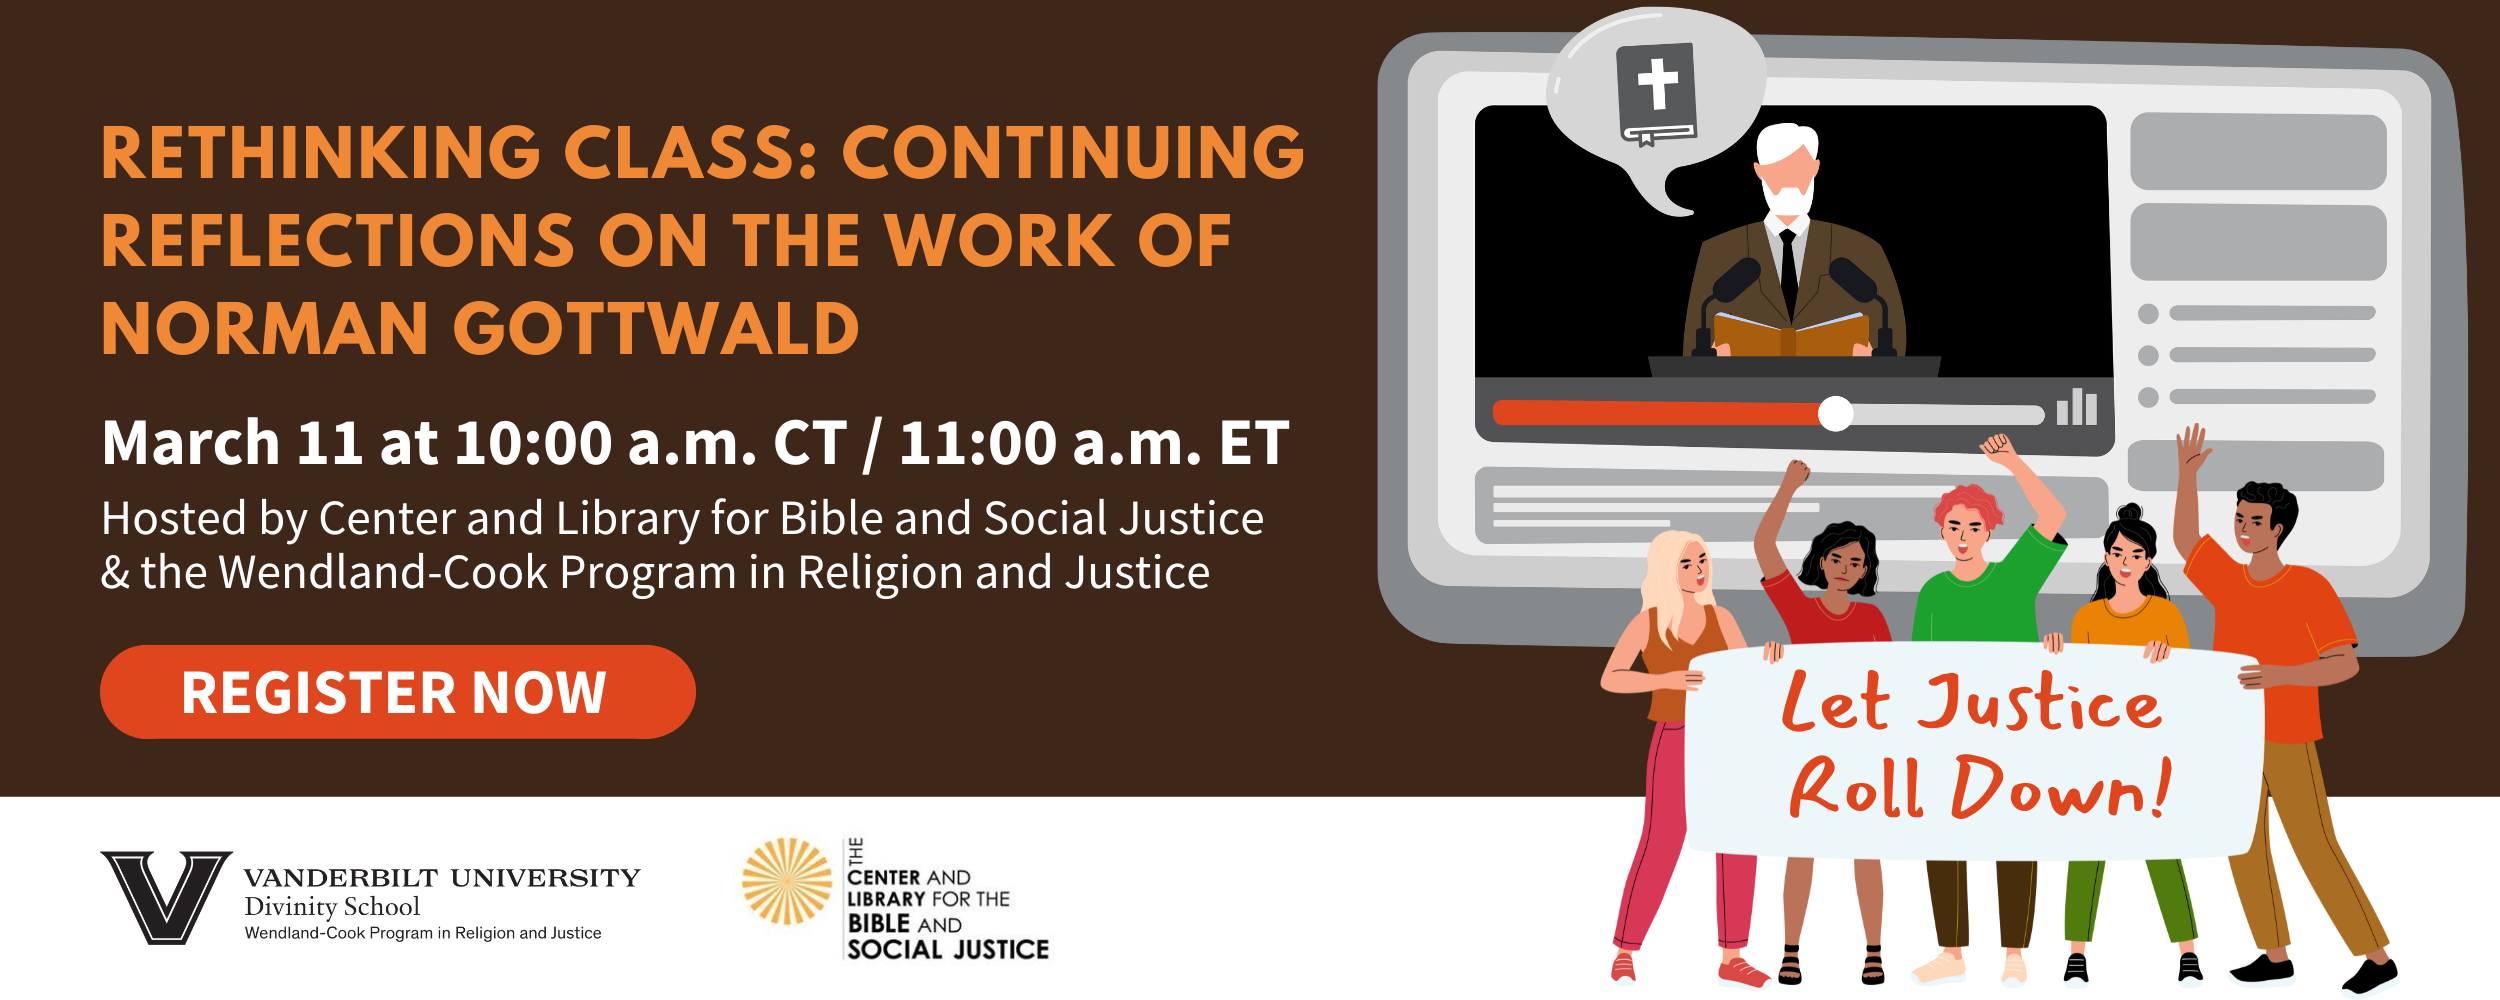 RETHINKING CLASS: CONTINUING
REFLECTIONS ON THE WORK OF
NORMAN GOTTWALD
March 11 at 10:00 a.m. CT / 11:00 a.m. ET
Hosted by Center and Library for Bible and Social Justice
& the Wendland-Cook Program in Religion and Justice
REGISTER NOW
Let Justice
Roll Down!
V
VANDERBILT UNIVERSITY
Divinity School
Wendland-Cook Program in Religion and Justice
THE
CENTER AND
LIBRARY FOR THE
BIBLE AND
SOCIAL JUSTICE